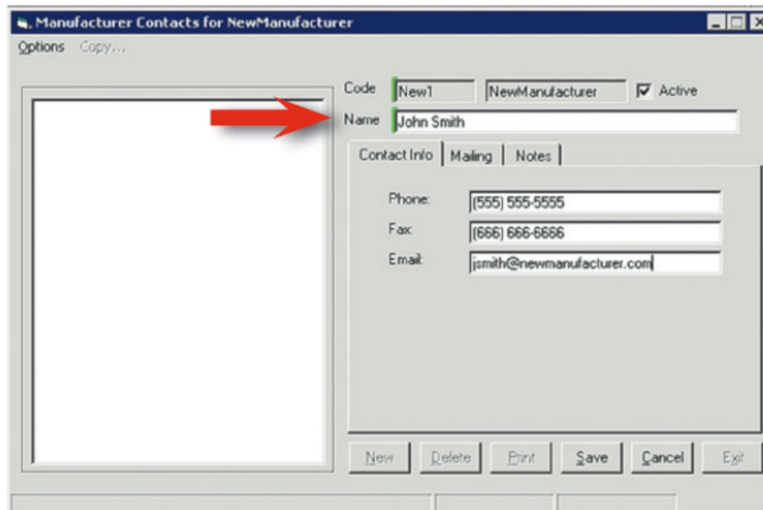 Manufacturer Contacts for NewManufacturer
Options Copy...
Code New1 NewManufacturer Active
Name John Smith
Contact Info Mailing Notes
Phone: (555) 555-5555
Fax: (666) 666-6666
Email: jsmith@newmanufacturer.com
New Delete Print Save Cancel Exit